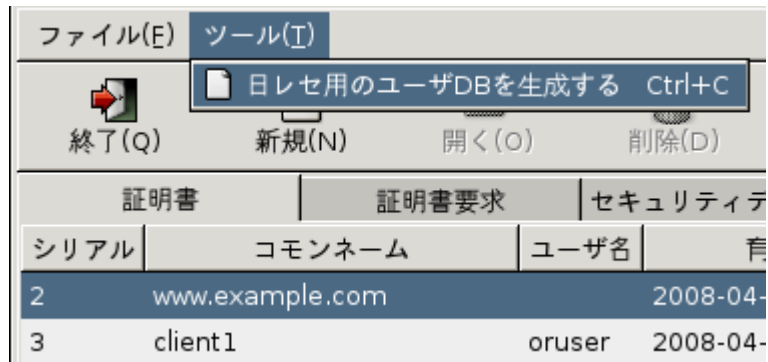 ファイル(F) ツール(T)
日レセ用のユーザDBを生成する Ctrl+C
終了(Q) 新規(N) 開く(O) 削除(D)
証明書 証明書要求 セキュリティデ
シリアル コモンネーム ユーザ名 有
2 www.example.com 2008-04-
3 client1 oruser 2008-04-